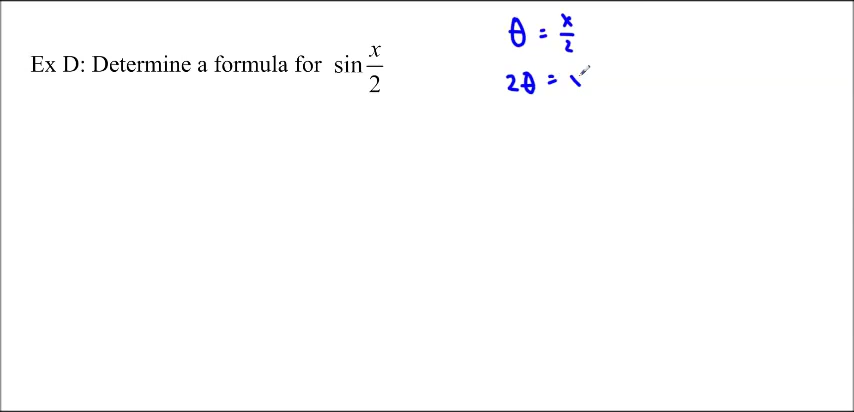 Ex D: Determine a formula for sin x/2
θ = x/2
2θ =